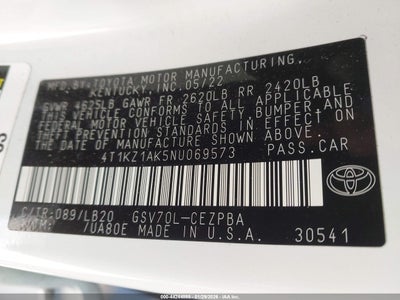 MFD.BY:TOYOTA MOTOR MANUFACTURING,
KENTUCKY,INC.05/22
GVWR 4625LB GAWR FR 2620LB RR 2420LB
THIS VEHICLE CONFORMS TO ALL APPLICABLE
FEDERAL MOTOR VEHICLE SAFETY,BUMPER,AND
THEFT PREVENTION STANDARDS IN EFFECT ON
THE DATE OF MANUFACTURE SHOWN ABOVE.
4T1KZ1AK5NU069573 PASS.CAR
C/TR:089/LB20 GSV70L-CEZPBA
/UA80E MADE IN U.S.A. 30541
TOYOTA